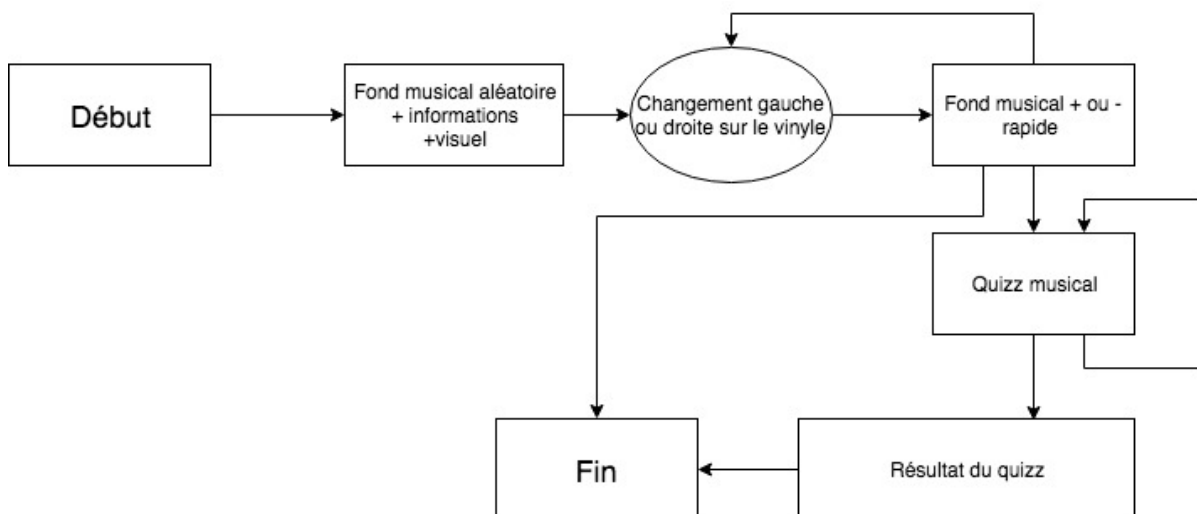 Début
Fond musical aléatoire
+ informations
+visuel
Changement gauche
ou droite sur le vinyle
Fond musical + ou -
rapide
Quizz musical
Fin
Résultat du quizz